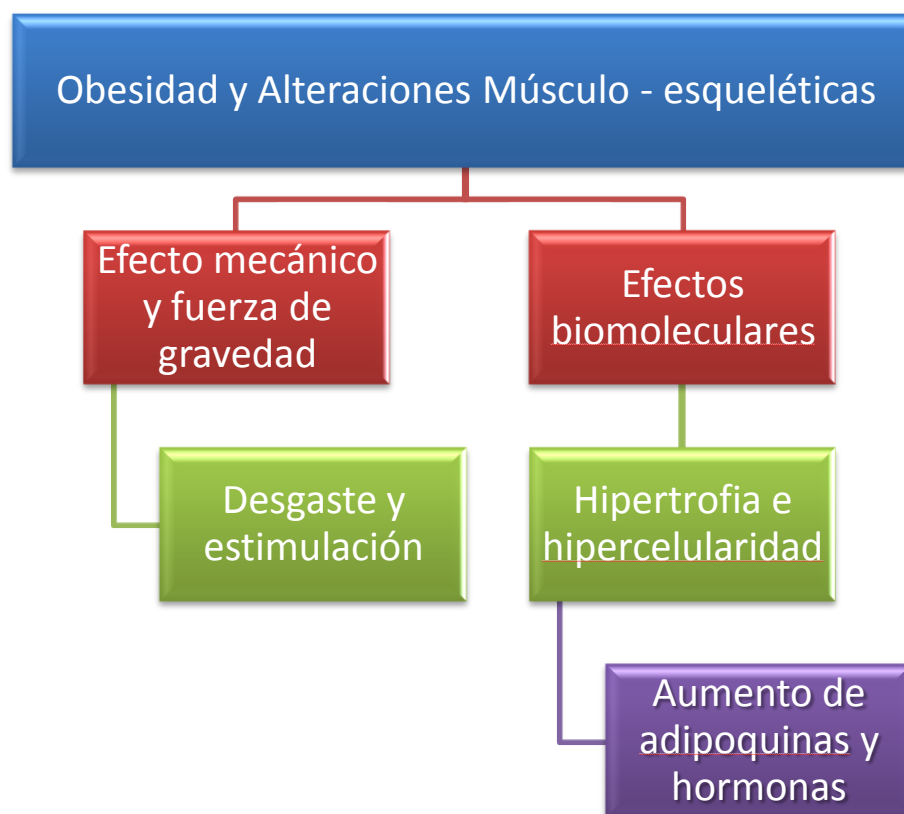 Obesidad y Alteraciones Músculo - esqueléticas
Efecto mecánico
y fuerza de
gravedad
Efectos
biomoleculares
Desgaste y
estimulación
Hipertrofia e
hipercelularidad
Aumento de
adipoquinas y
hormonas